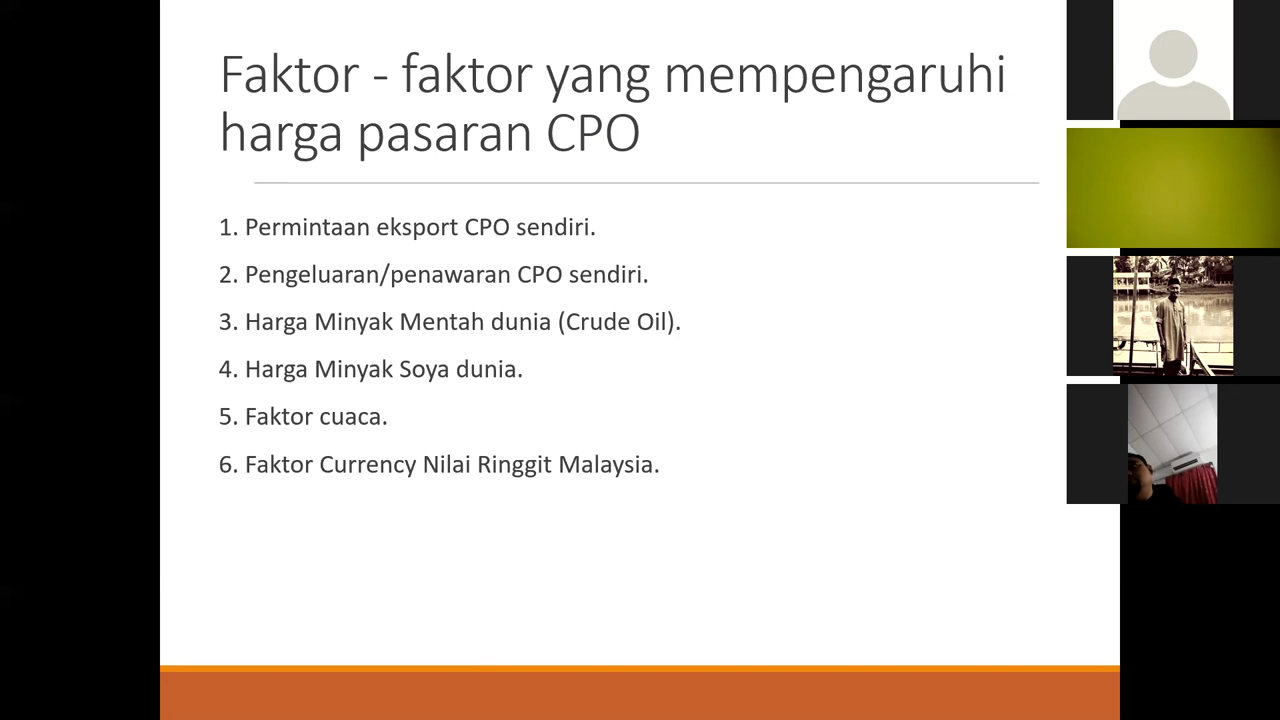 Faktor - faktor yang mempengaruhi
harga pasaran CPO
1. Permintaan eksport CPO sendiri.
2. Pengeluaran/penawaran CPO sendiri.
3. Harga Minyak Mentah dunia (Crude Oil).
4. Harga Minyak Soya dunia.
5. Faktor cuaca.
6. Faktor Currency Nilai Ringgit Malaysia.